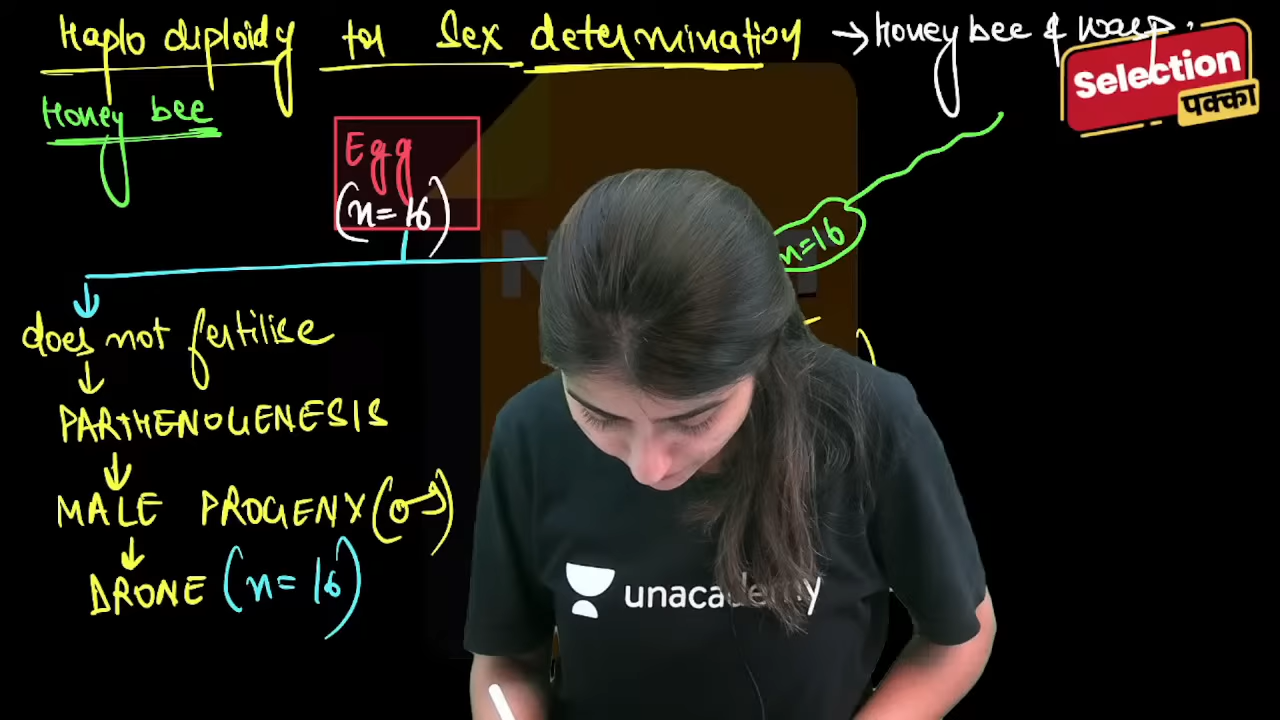 Haplo diploidy for Sex determination → Honey bee & wasp.
Selection
पक्का
Honey bee
Egg
(n=16)
n=16
does not fertilise
↓
PARTHENOGENESIS
↓
MALE PROGENY (♂)
↓
DRONE (n=16)
unacademy